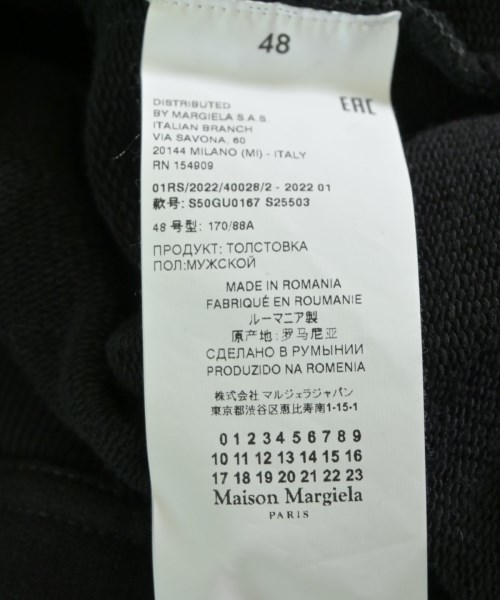 48
DISTRIBUTED
BY MARGIELA S.A.S.
ITALIAN BRANCH
VIA SAVONA, 60
20144 MILANO (MI) - ITALY
RN 154909
EAC
01RS/2022/40028/2 - 2022 01
款号: S50GU0167 S25503
48 号型: 170/88A
ПРОДУКТ: ТОЛСТОВКА
ПОЛ:МУЖСКОЙ
MADE IN ROMANIA
FABRIQUÉ EN ROUMANIE
ルーマニア製
原产地: 罗马尼亚
СДЕЛАНО В РУМЫНИИ
PRODUZIDO NA ROMENIA
株式会社 マルジェラジャパン
東京都渋谷区恵比寿南1-15-1
0 1 2 3 4 5 6 7 8 9
10 11 12 13 14 15 16
17 18 19 20 21 22 23
Maison Margiela
PARIS